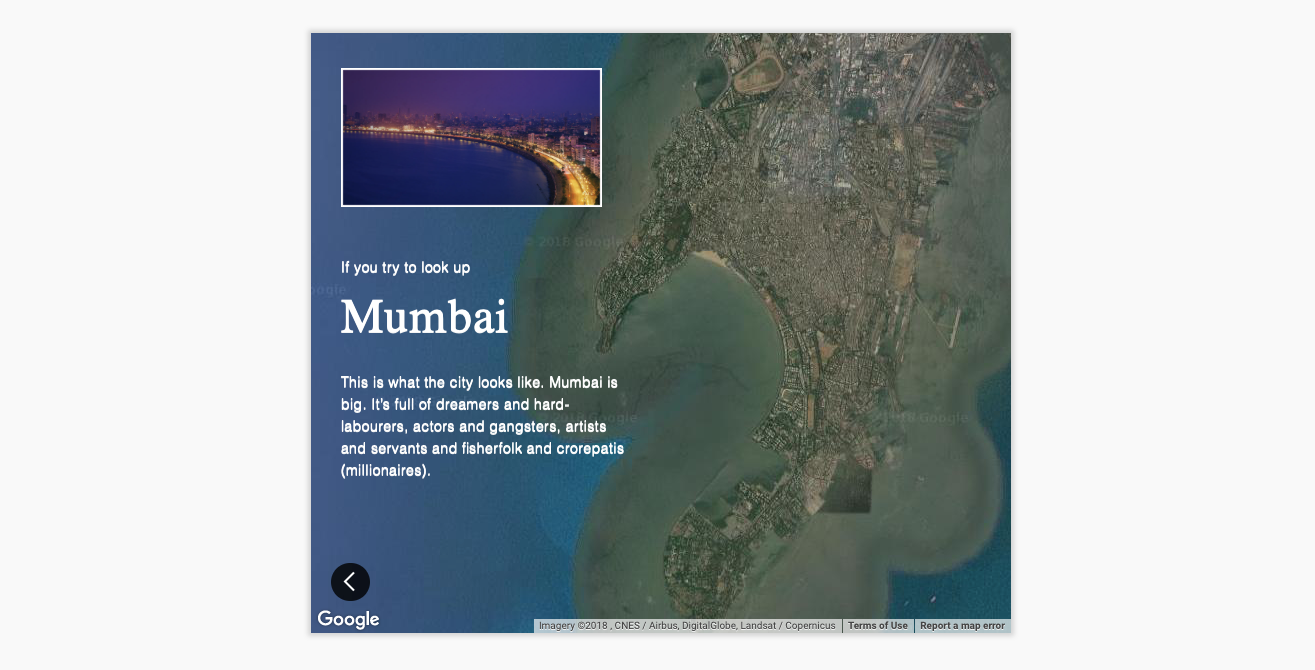 © 2018 Google
If you try to look up
Mumbai
This is what the city looks like. Mumbai is
big. It's full of dreamers and hard-
labourers, actors and gangsters, artists
and servants and fisherfolk and crorepatis
(millionaires).
Google
Imagery ©2018 , CNES / Airbus, DigitalGlobe, Landsat / Copernicus
Terms of Use
Report a map error